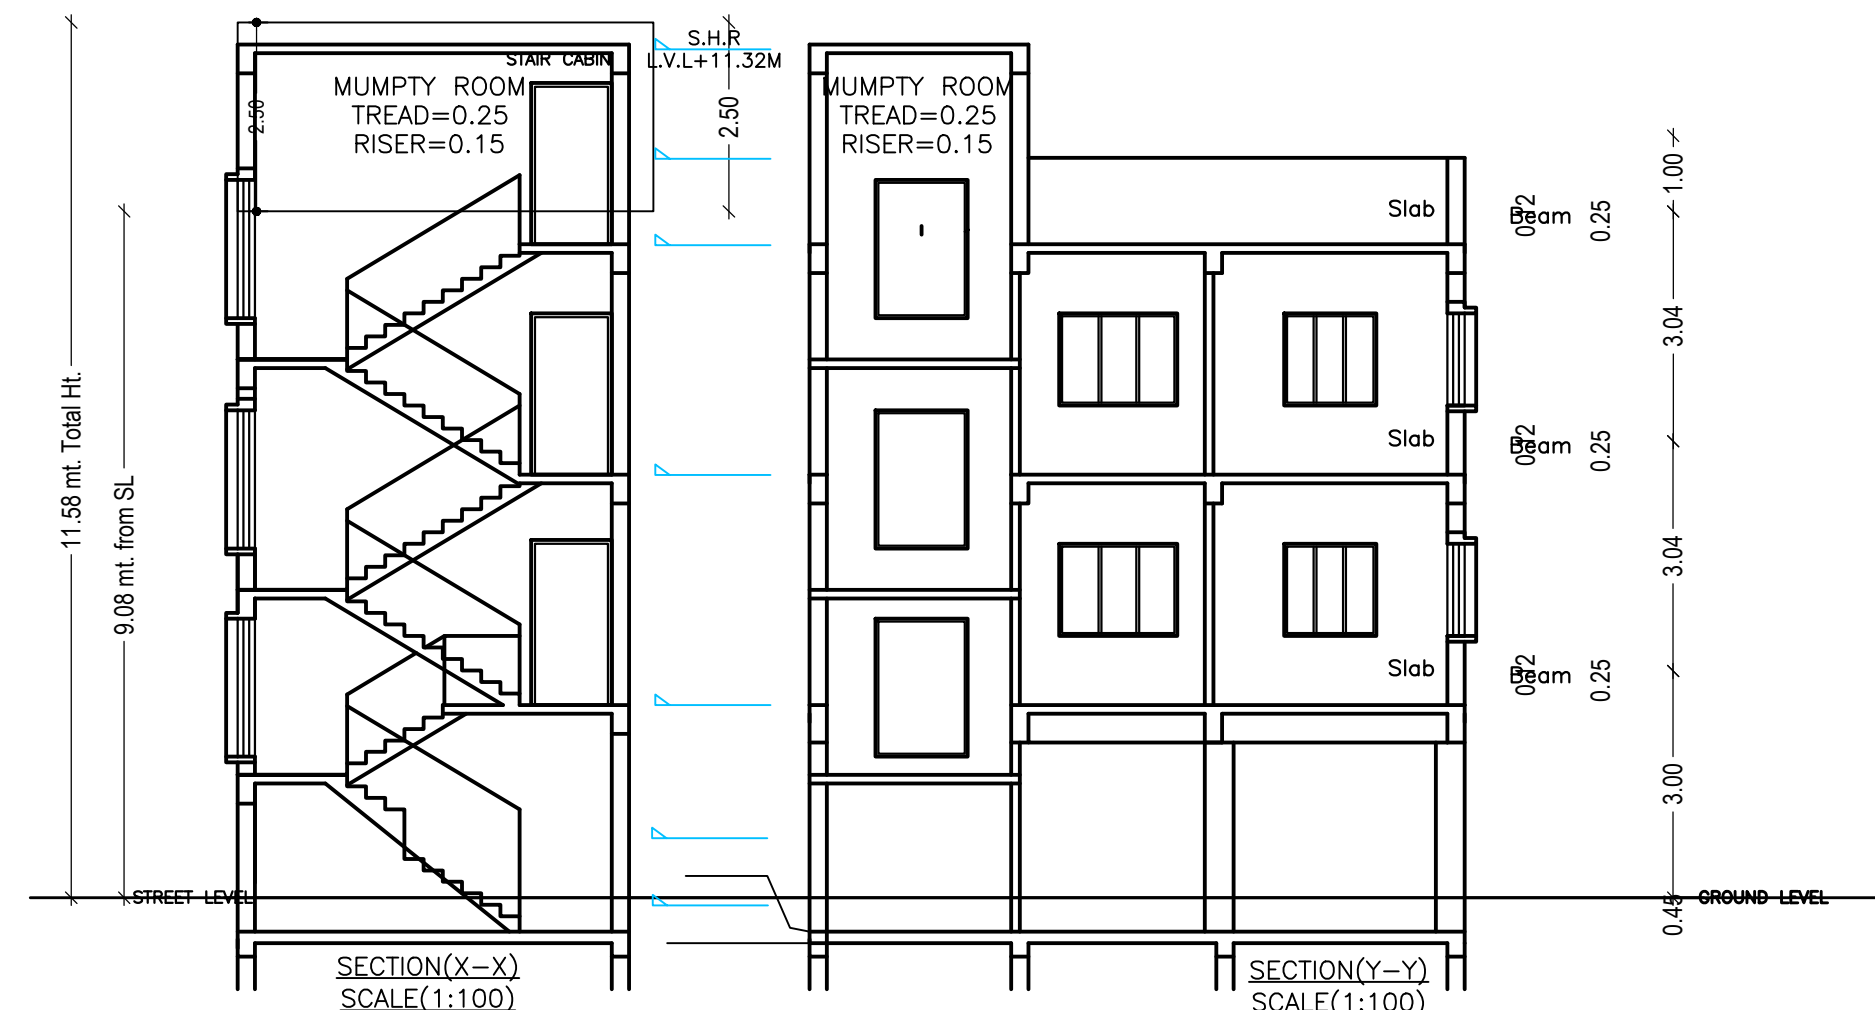 S.H.R
STAIR CABIN
L.V.L+11.32M
MUMPTY ROOM
TREAD=0.25
RISER=0.15
MUMPTY ROOM
TREAD=0.25
RISER=0.15
2.50
2.50
1.00
Slab
Beam
0.25
3.04
11.58 mt. Total Ht.
Slab
Beam
0.25
9.08 mt. from SL
3.04
Slab
Beam
0.25
3.00
STREET LEVEL
0.45
GROUND LEVEL
SECTION(X-X)
SCALE(1:100)
SECTION(Y-Y)
SCALE(1:100)